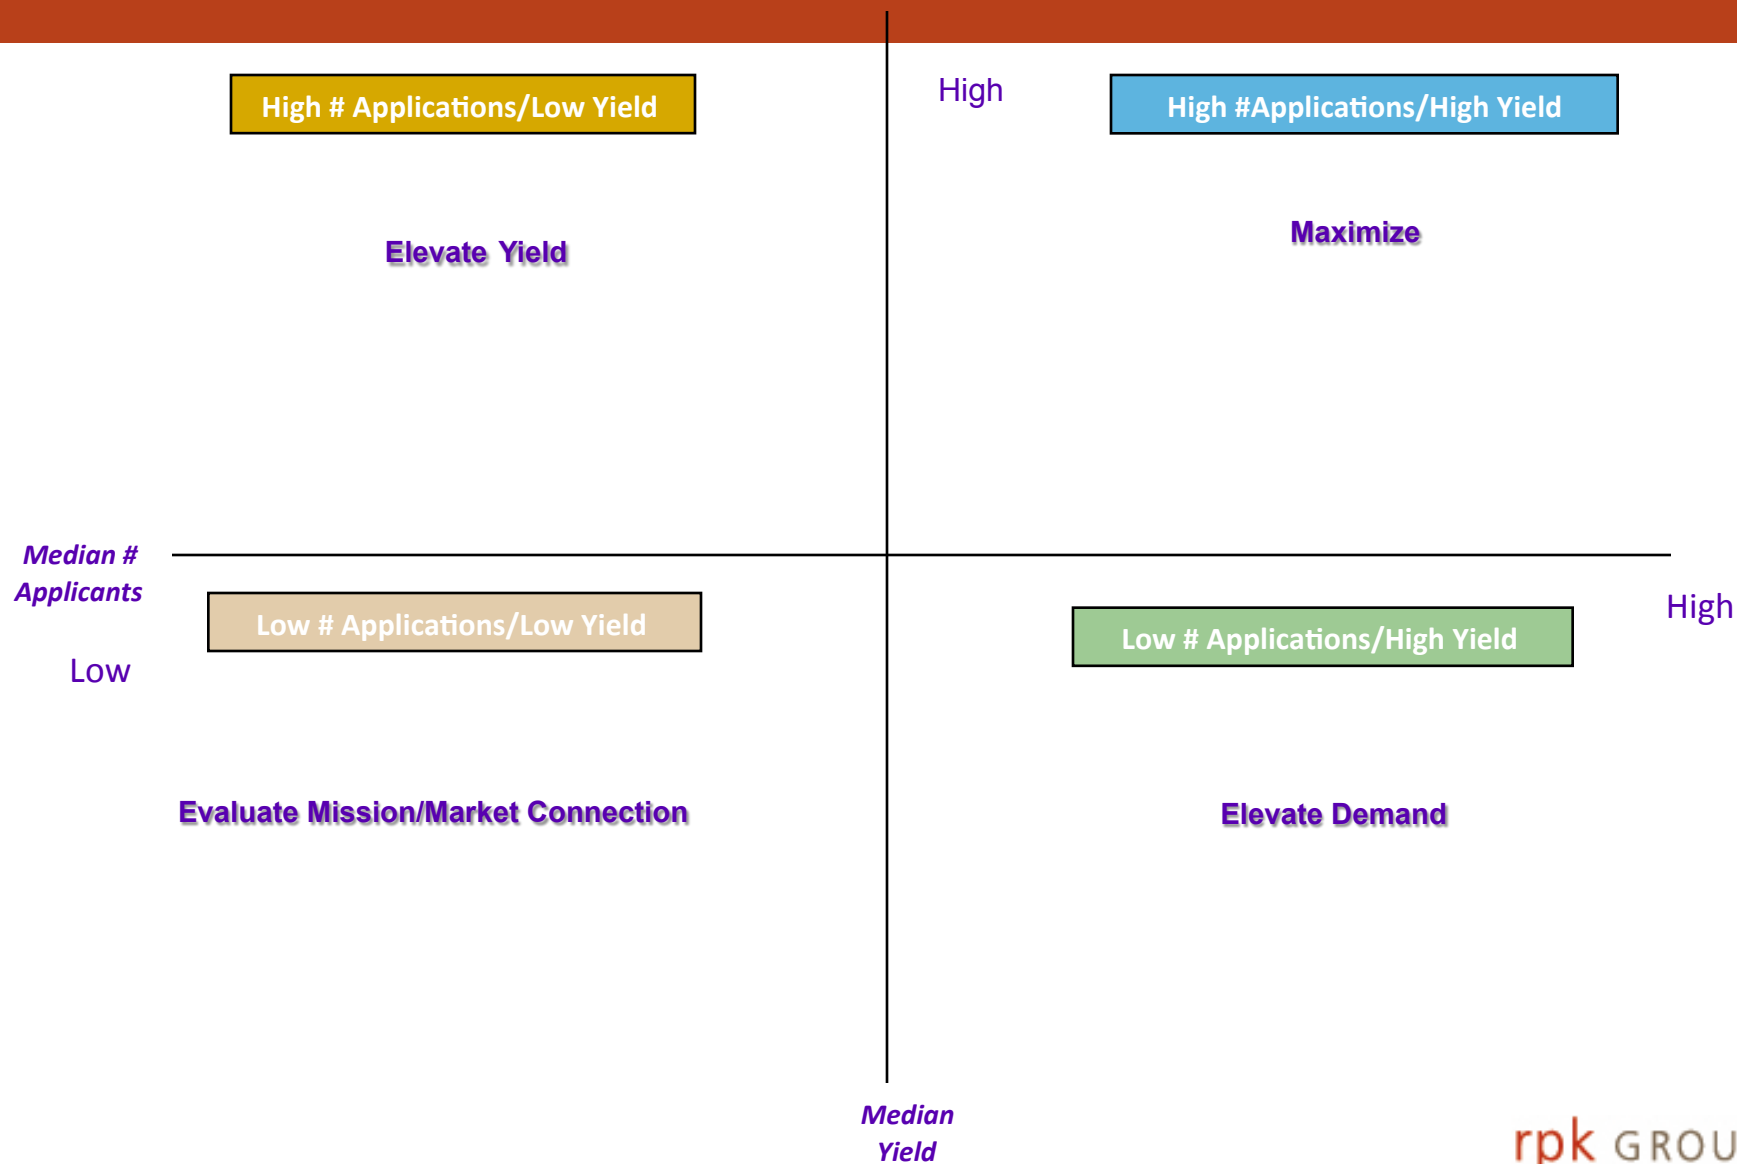 High # Applications/Low Yield
High
High #Applications/High Yield
Elevate Yield
Maximize
Median #
Applicants
Low # Applications/Low Yield
Low # Applications/High Yield
High
Low
Evaluate Mission/Market Connection
Elevate Demand
Median
Yield
rpk GROU